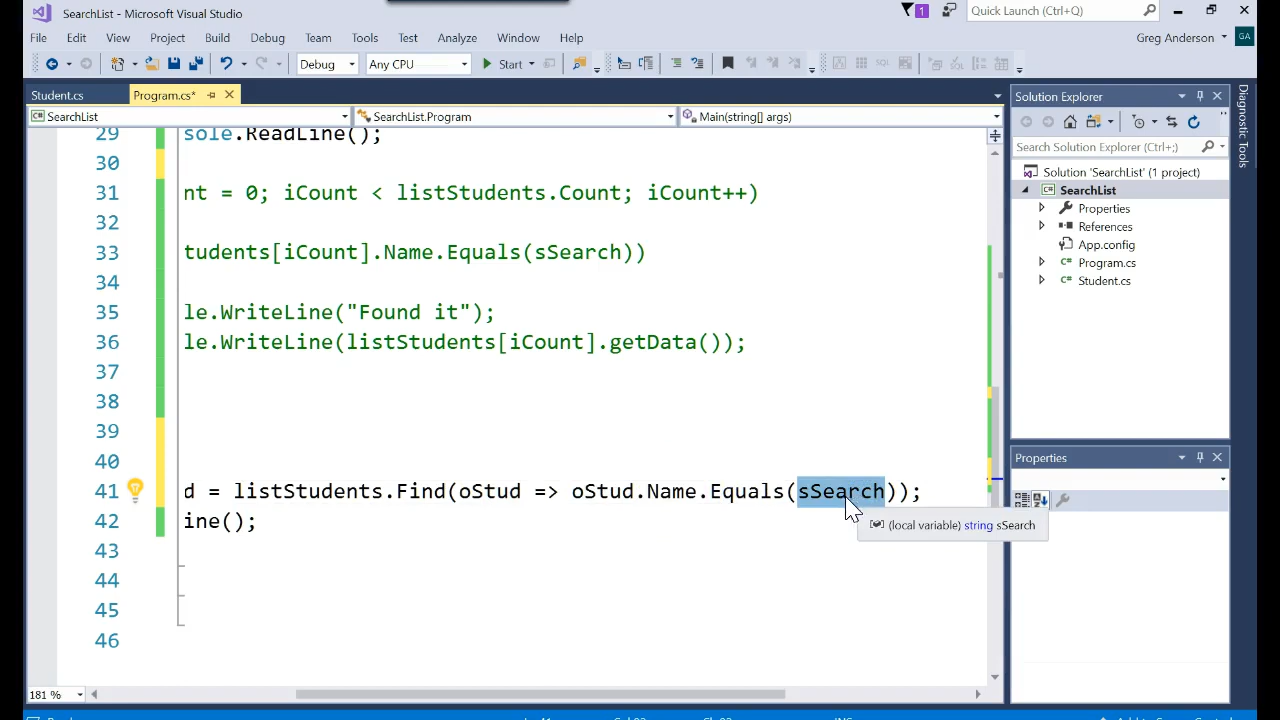 SearchList - Microsoft Visual Studio
1
Quick Launch (Ctrl+Q)
File Edit View Project Build Debug Team Tools Test Analyze Window Help
Greg Anderson GA
Debug Any CPU Start
Student.cs Program.cs*
SearchList SearchList.Program Main(string[] args)
29 sole.ReadLine();
30
31 nt = 0; iCount < listStudents.Count; iCount++)
32
33 tudents[iCount].Name.Equals(sSearch))
34
35 le.WriteLine("Found it");
36 le.WriteLine(listStudents[iCount].getData());
37
38
39
40
41 d = listStudents.Find(oStud => oStud.Name.Equals(sSearch));
(local variable) string sSearch
42 ine();
43
44
45
46
181 %
Solution Explorer
Search Solution Explorer (Ctrl+;)
Solution 'SearchList' (1 project)
SearchList
Properties
References
App.config
Program.cs
Student.cs
Properties
Diagnostic Tools